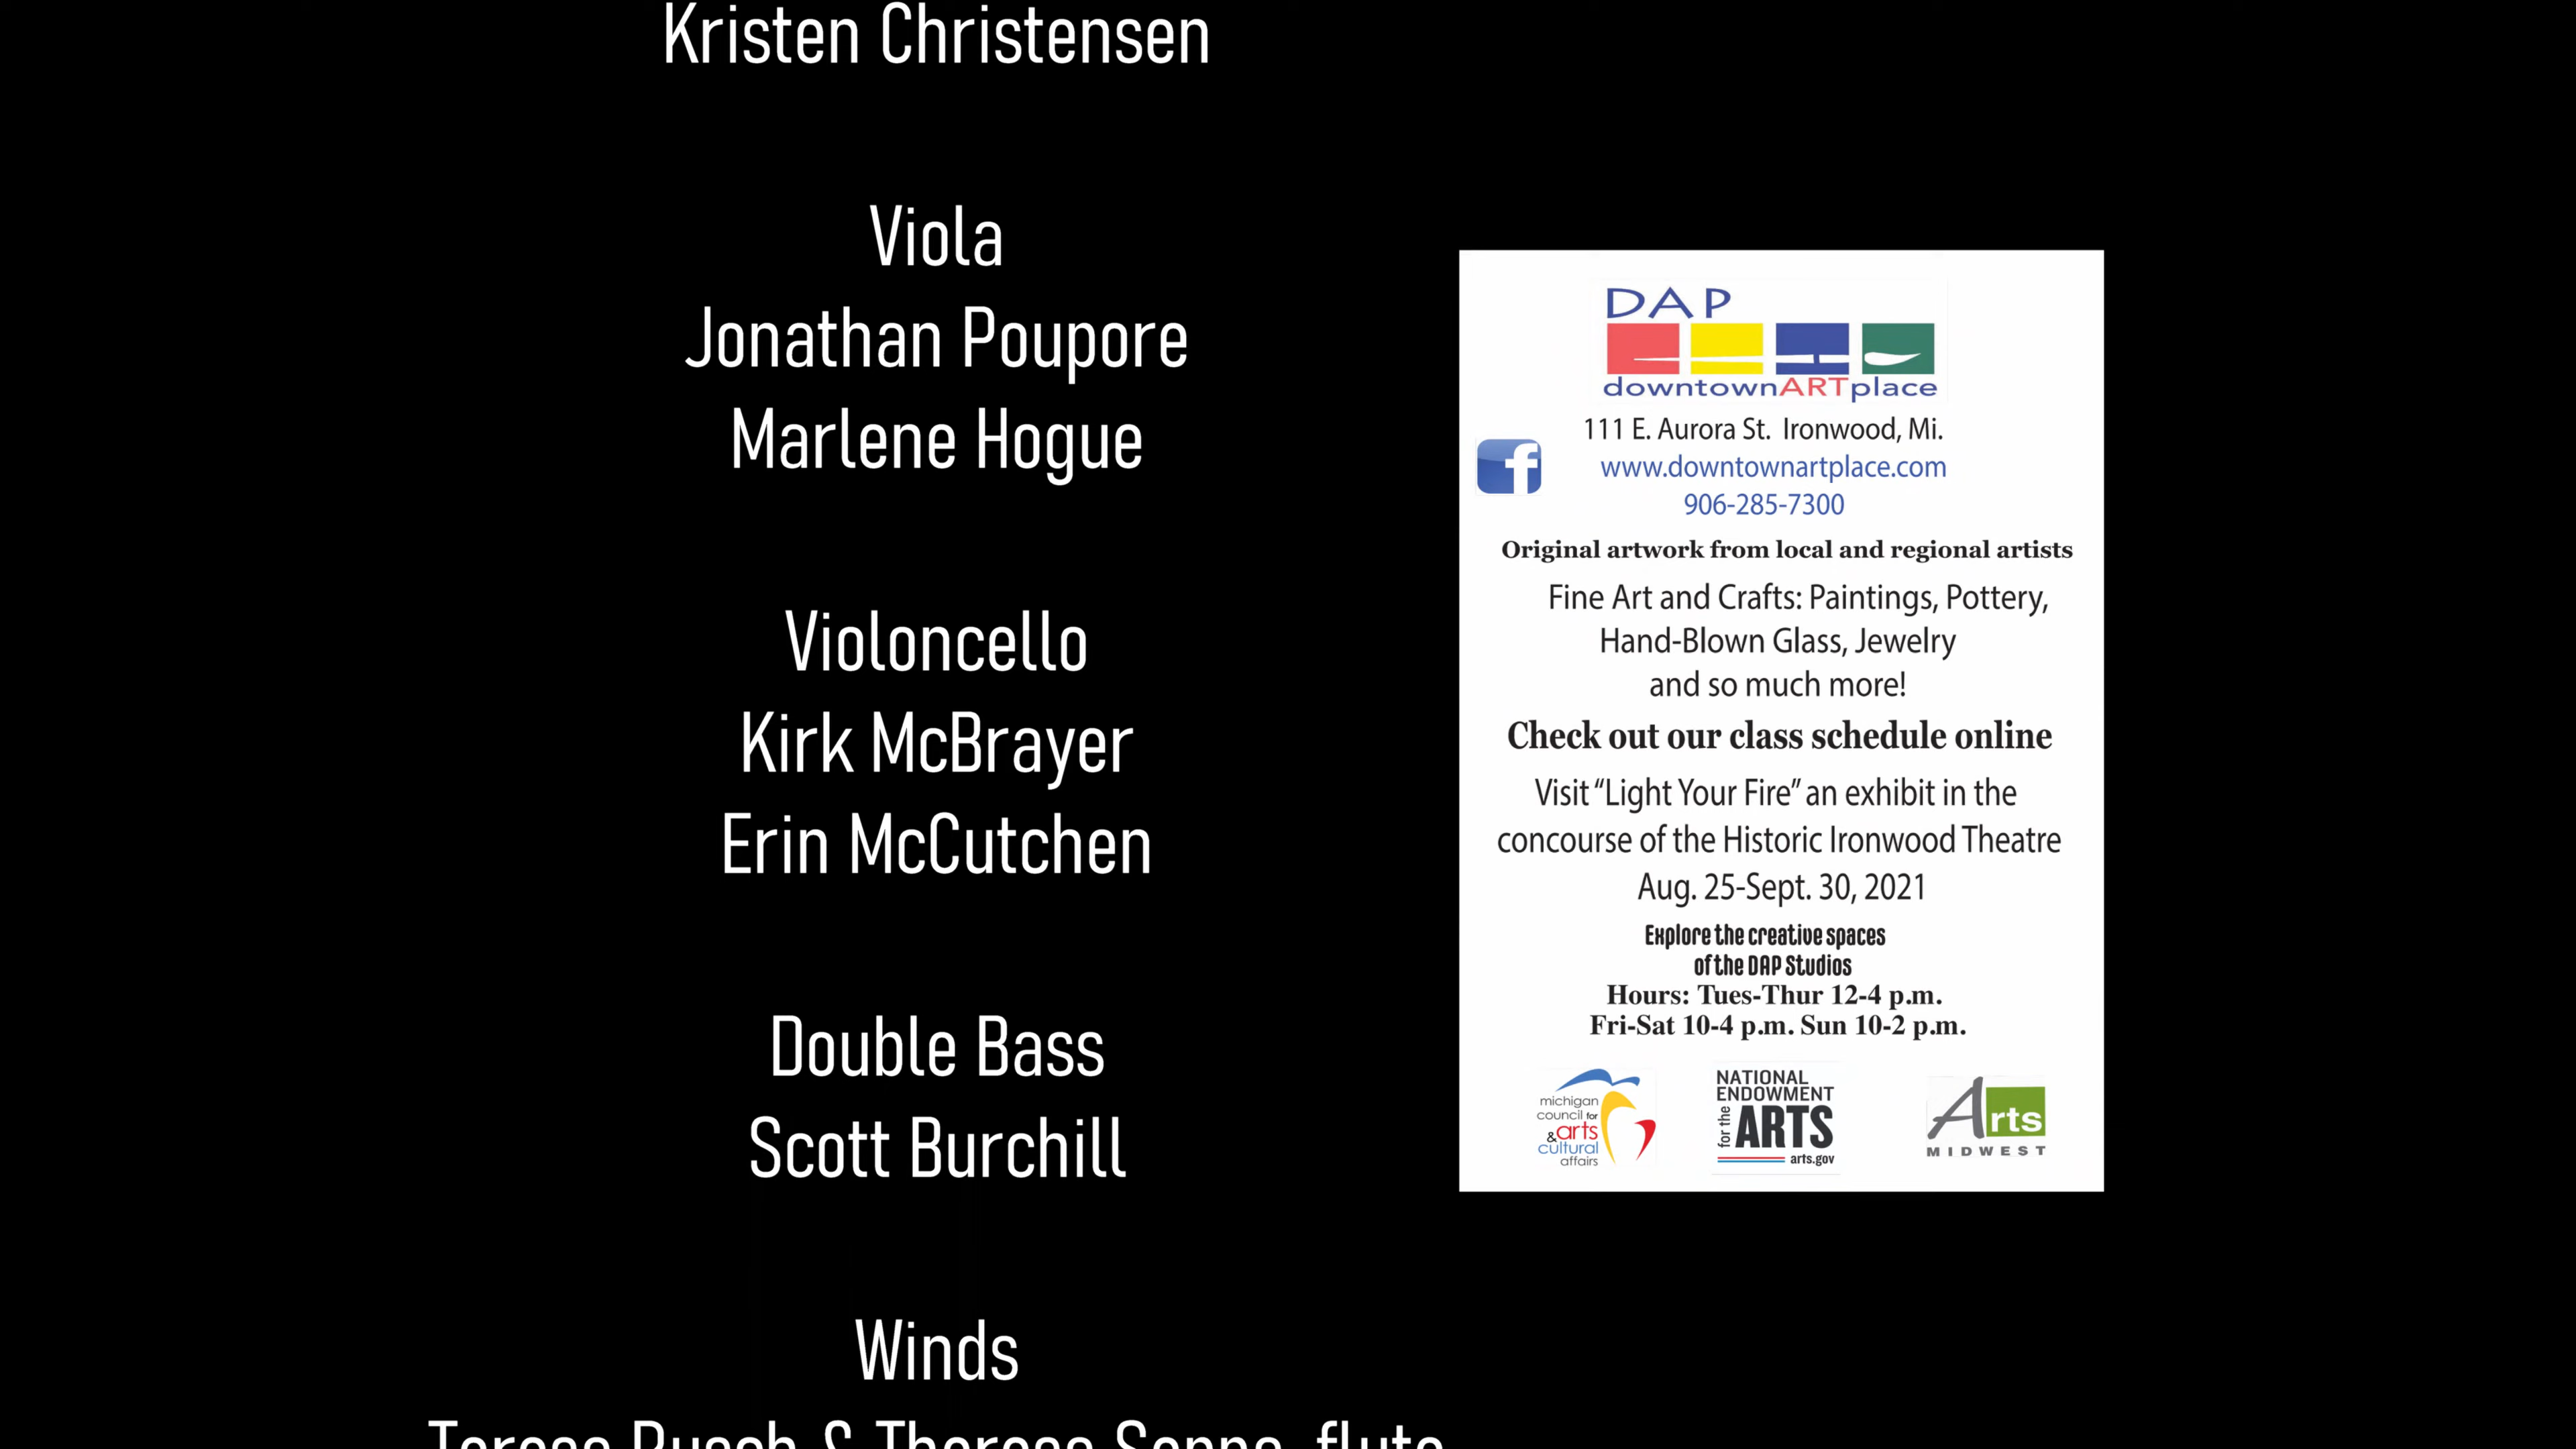 Kristen Christensen
Viola
Jonathan Poupore
Marlene Hogue
Violoncello
Kirk McBrayer
Erin McCutchen
Double Bass
Scott Burchill
Winds
& flute
DAP
downtownARTplace
111 E. Aurora St. Ironwood, Mi.
f
www.downtownartplace.com
906-285-7300
Original artwork from local and regional artists
Fine Art and Crafts: Paintings, Pottery,
Hand-Blown Glass, Jewelry
and so much more!
Check out our class schedule online
Visit “Light Your Fire” an exhibit in the
concourse of the Historic Ironwood Theatre
Aug. 25-Sept. 30, 2021
Explore the creative spaces
of the DAP Studios
Hours: Tues-Thur 12-4 p.m.
Fri-Sat 10-4 p.m. Sun 10-2 p.m.
michigan
council for
&arts
cultural
affairs
NATIONAL
ENDOWMENT
for the
ARTS
arts.gov
Arts
MIDWEST